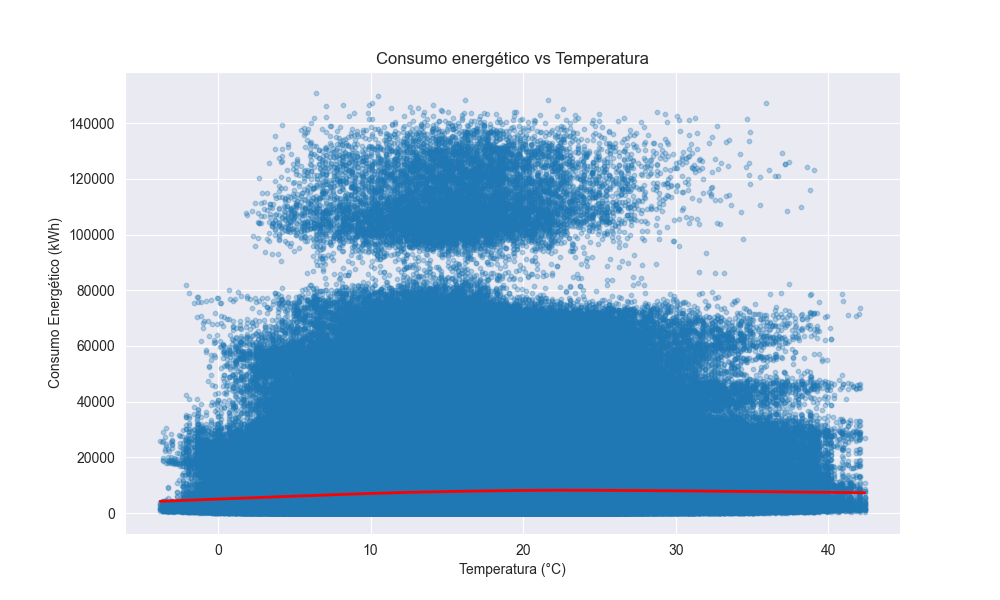 Consumo energético vs Temperatura
140000
120000
100000
80000
60000
40000
20000
0
Consumo Energético (kWh)
0 10 20 30 40
Temperatura (°C)